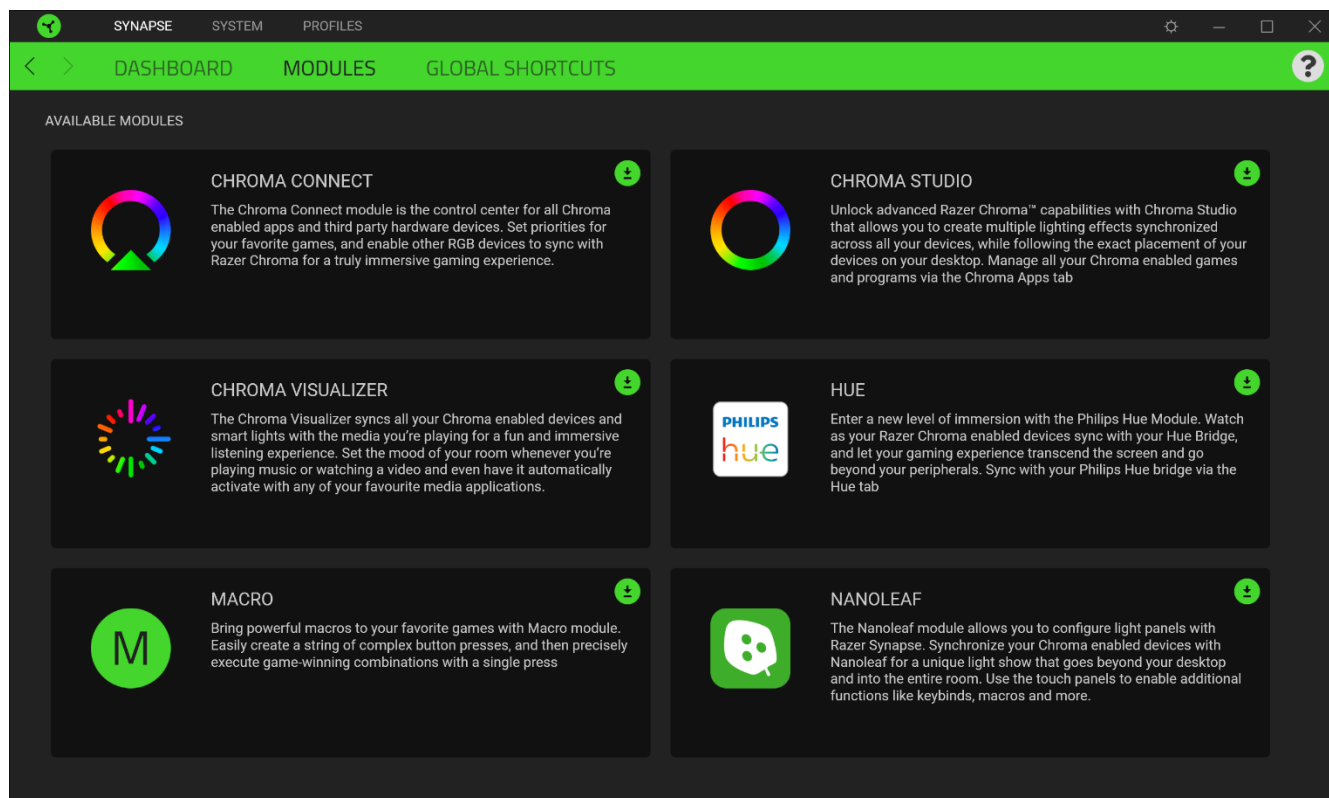 SYNAPSE SYSTEM PROFILES
DASHBOARD MODULES GLOBAL SHORTCUTS ?
AVAILABLE MODULES
CHROMA CONNECT
The Chroma Connect module is the control center for all Chroma
enabled apps and third party hardware devices. Set priorities for
your favorite games, and enable other RGB devices to sync with
Razer Chroma for a truly immersive gaming experience.
CHROMA STUDIO
Unlock advanced Razer Chroma™ capabilities with Chroma Studio
that allows you to create multiple lighting effects synchronized
across all your devices, while following the exact placement of your
devices on your desktop. Manage all your Chroma enabled games
and programs via the Chroma Apps tab
CHROMA VISUALIZER
The Chroma Visualizer syncs all your Chroma enabled devices and
smart lights with the media you’re playing for a fun and immersive
listening experience. Set the mood of your room whenever you’re
playing music or watching a video and even have it automatically
activate with any of your favourite media applications.
PHILIPS
hue
HUE
Enter a new level of immersion with the Philips Hue Module. Watch
as your Razer Chroma enabled devices sync with your Hue Bridge,
and let your gaming experience transcend the screen and go
beyond your peripherals. Sync with your Philips Hue bridge via the
Hue tab
M
MACRO
Bring powerful macros to your favorite games with Macro module.
Easily create a string of complex button presses, and then precisely
execute game-winning combinations with a single press
NANOLEAF
The Nanoleaf module allows you to configure light panels with
Razer Synapse. Synchronize your Chroma enabled devices with
Nanoleaf for a unique light show that goes beyond your desktop
and into the entire room. Use the touch panels to enable additional
functions like keybinds, macros and more.